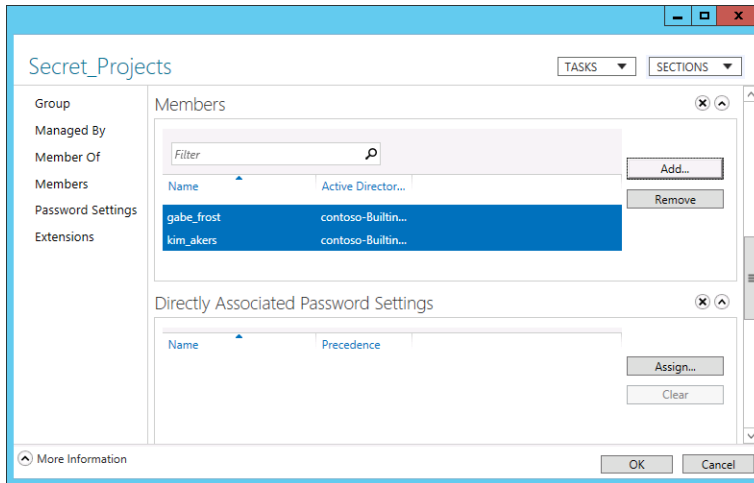 Secret_Projects
TASKS
SECTIONS
Group
Managed By
Member Of
Members
Password Settings
Extensions
Members
Filter
Name Active Director...
gabe_frost contoso-Builtin...
kim_akers contoso-Builtin...
Add...
Remove
Directly Associated Password Settings
Name Precedence
Assign...
Clear
More Information
OK Cancel